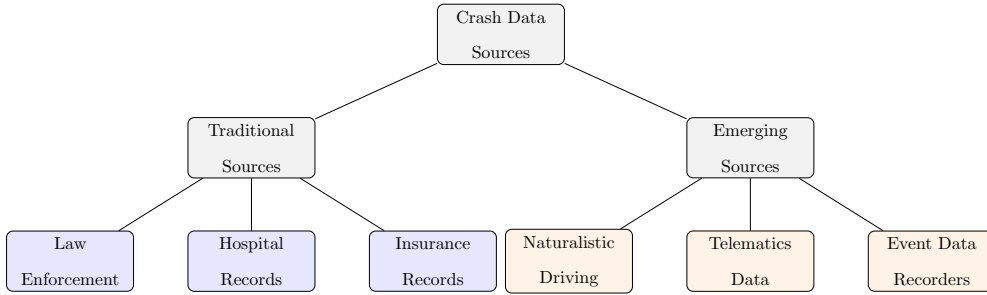 Crash Data
Sources
Traditional
Sources
Emerging
Sources
Law
Enforcement
Hospital
Records
Insurance
Records
Naturalistic
Driving
Telematics
Data
Event Data
Recorders